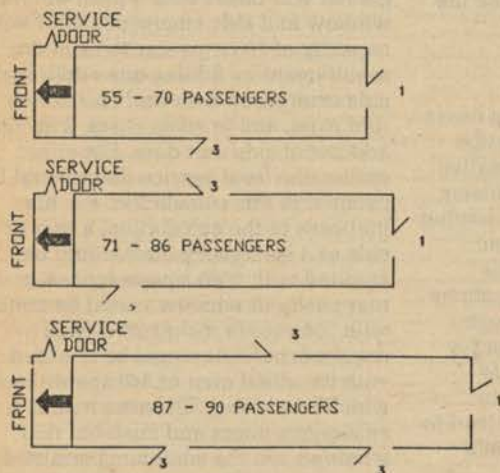 SERVICE
DOOR
FRONT
55 - 70 PASSENGERS
1
3
SERVICE
DOOR
3
FRONT
71 - 86 PASSENGERS
1
SERVICE
DOOR
3
FRONT
87 - 90 PASSENGERS
1
3
3